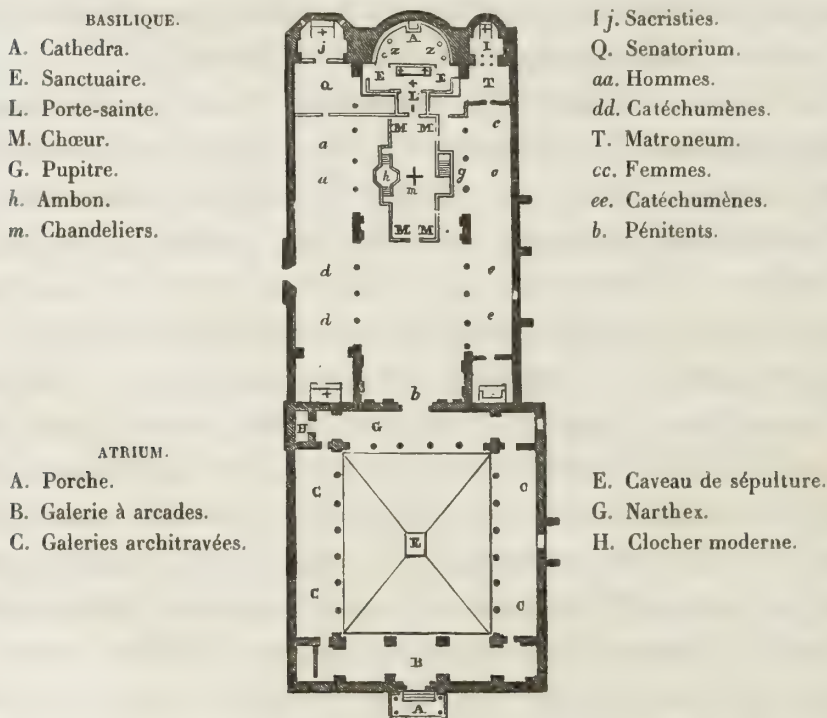 BASILIQUE.
A. Cathedra.
E. Sanctuaire.
L. Porte-sainte.
M. Chœur.
G. Pupitre.
h. Ambon.
m. Chandeliers.
I j. Sacristies.
Q. Senatorium.
aa. Hommes.
dd. Catéchumènes.
T. Matroneum.
cc. Femmes.
ee. Catéchumènes.
b. Pénitents.
A
j
I
z z
E E
Q
T
L
M M
c
a
h
g
m
M M
d
d
e
b
H
G
C
E
C
B
A
ATRIUM.
A. Porche.
B. Galerie à arcades.
C. Galeries architravées.
E. Caveau de sépulture.
G. Narthex.
H. Clocher moderne.